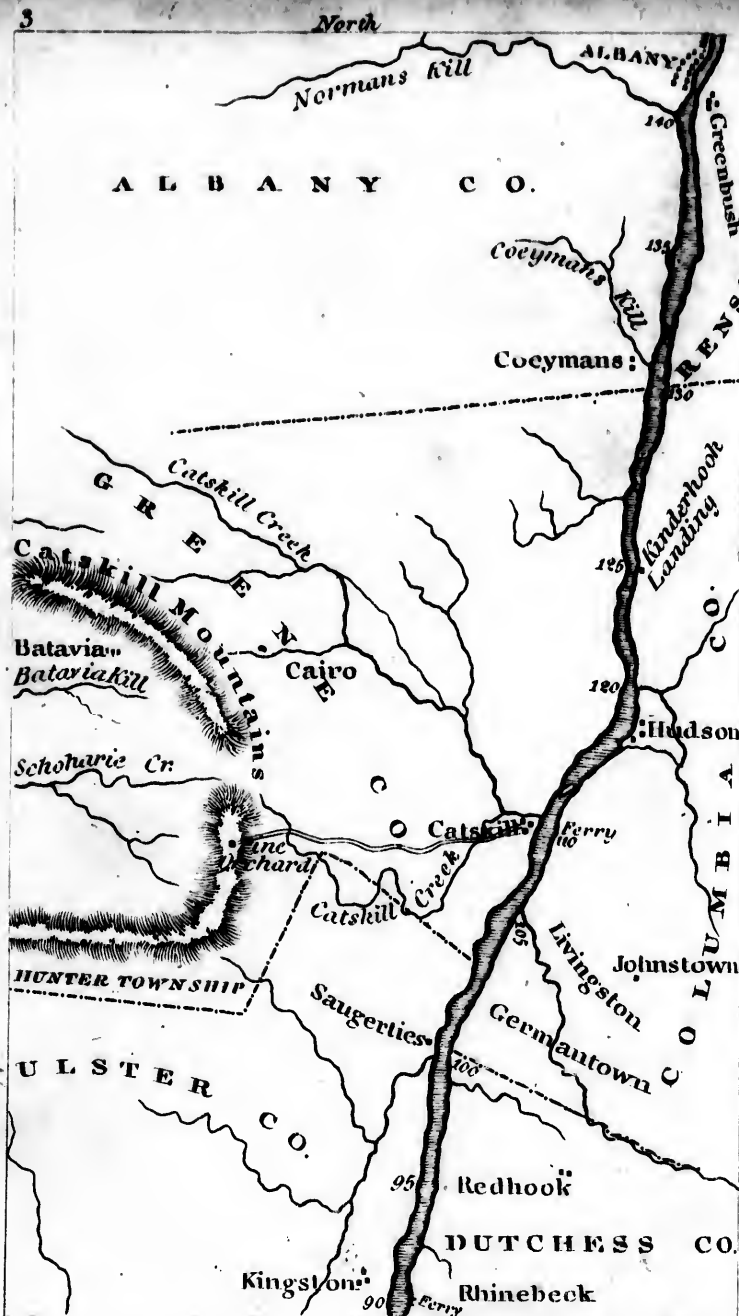 3
North
ALBANY
Normans Kill
140
Greenbush
ALBANY CO.
135
Coeymans
Kill
RENS
Coeymans
130
Catskill Creek
GREENE CO
Kinderhook
Landing
125
Catskill Mountains
Batavia
Batavia Kill
Cairo
120
Hudson
COLUMBIA CO.
Schoharie Cr.
Catskill
Ferry
110
Pine
Orchard
Catskill Creek
105
Livingston
Johnstown
HUNTER TOWNSHIP
Saugerties
Germantown
100
ULSTER CO.
95
Redhook
DUTCHESS CO.
Kingston
Rhinebeck
90
Ferry